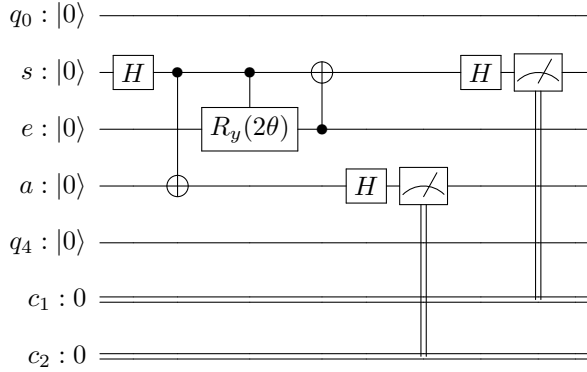 q₀ : |0⟩
s : |0⟩ H H
e : |0⟩ R_y(2θ)
a : |0⟩ H
q₄ : |0⟩
c₁ : 0
c₂ : 0